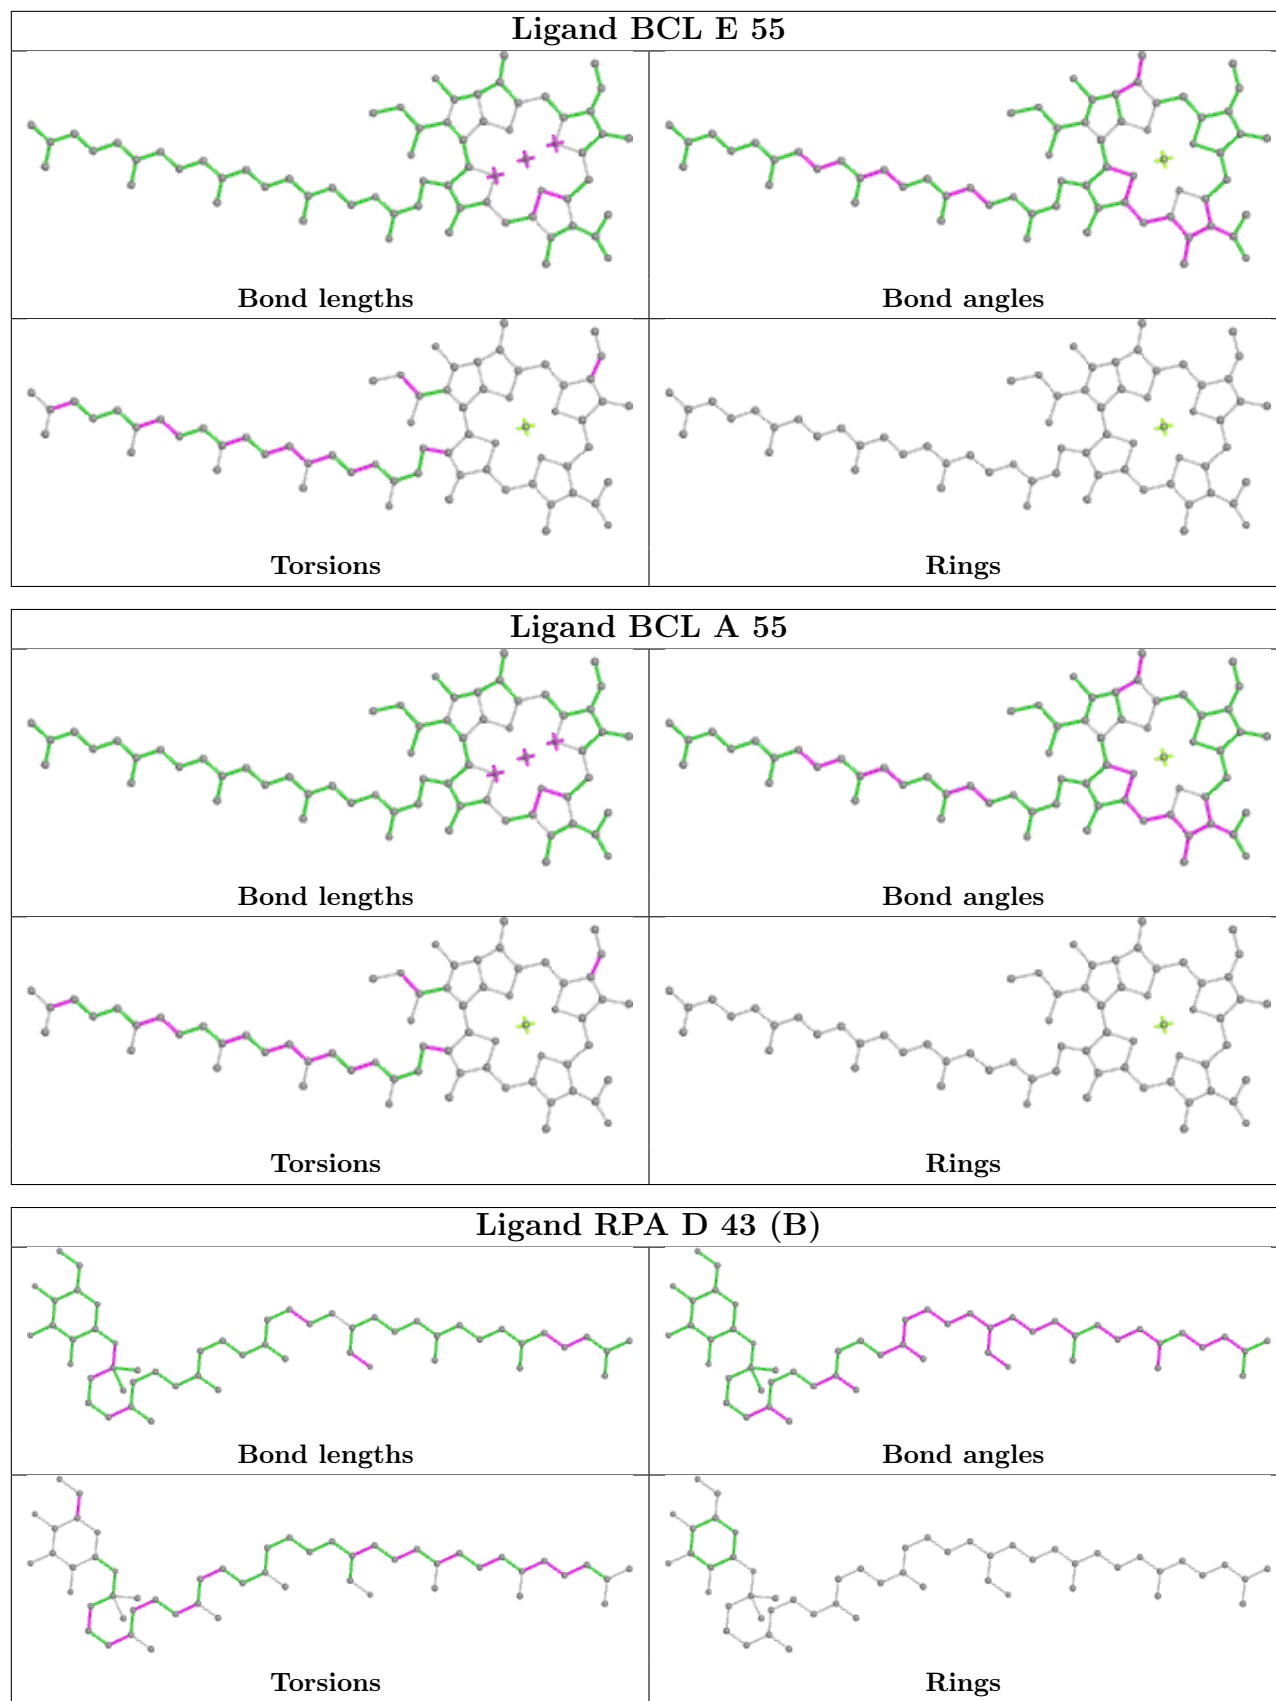 Ligand BCL E 55
Bond lengths
Bond angles
Torsions
Rings
Ligand BCL A 55
Bond lengths
Bond angles
Torsions
Rings
Ligand RPA D 43 (B)
Bond lengths
Bond angles
Torsions
Rings